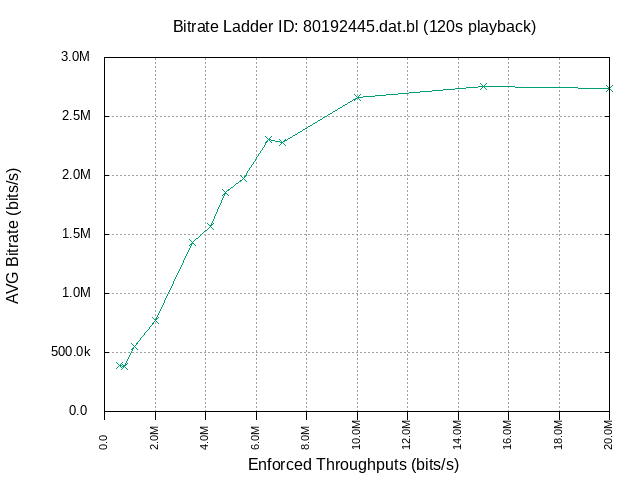 Bitrate Ladder ID: 80192445.dat.bl (120s playback)
3.0M
2.5M
2.0M
1.5M
1.0M
500.0k
0.0
AVG Bitrate (bits/s)
0.0
2.0M
4.0M
6.0M
8.0M
10.0M
12.0M
14.0M
16.0M
18.0M
20.0M
Enforced Throughputs (bits/s)